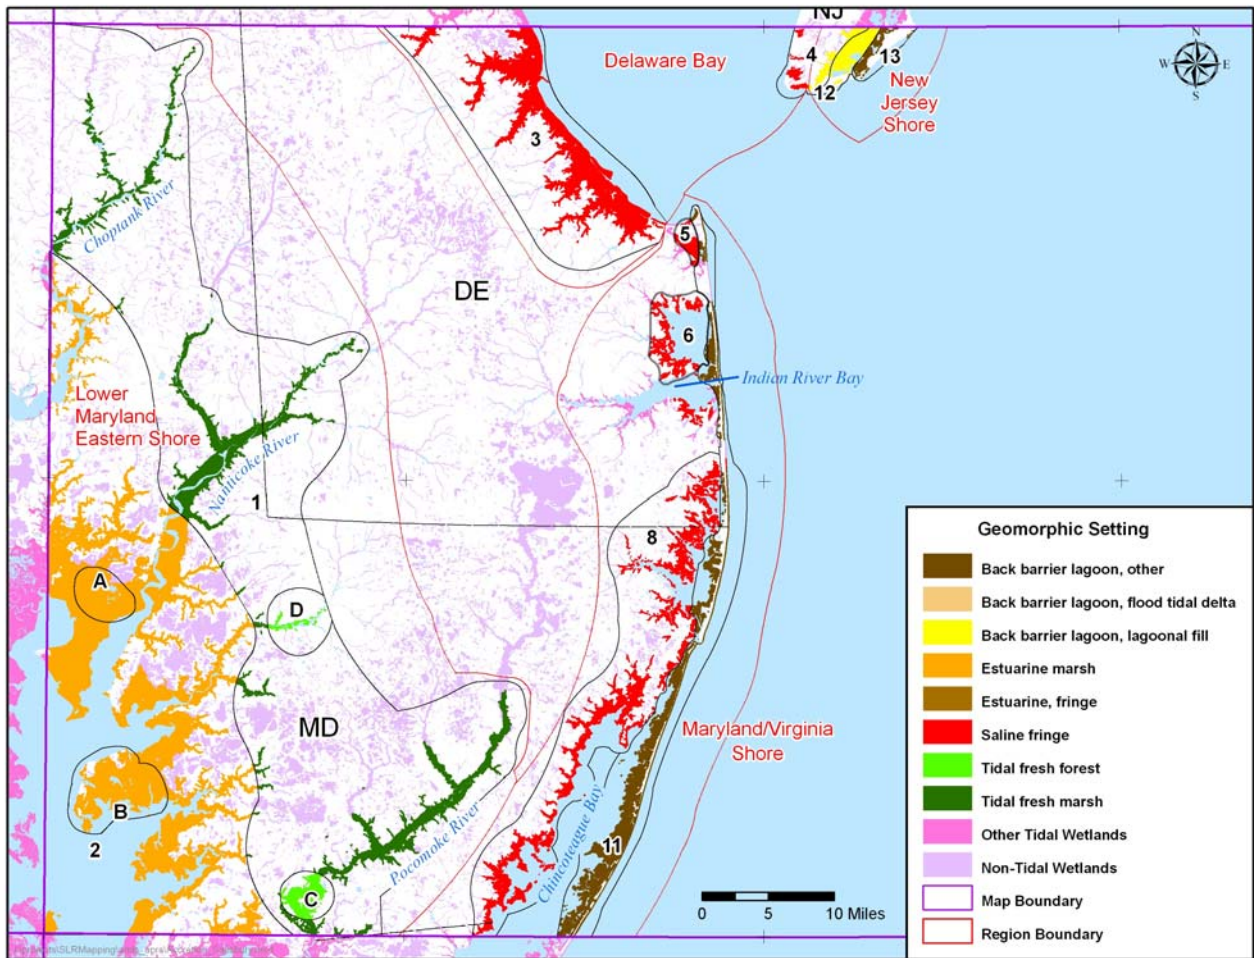 NJ
Delaware Bay
4
13
12
New
Jersey
Shore
N
W
E
S
3
Choptank River
5
DE
6
Indian River Bay
Lower
Maryland
Eastern Shore
Nanticoke River
1
8
A
D
MD
Maryland/Virginia
Shore
B
2
Pocomoke River
Chincoteague Bay
11
C
0 5 10 Miles
Geomorphic Setting
Back barrier lagoon, other
Back barrier lagoon, flood tidal delta
Back barrier lagoon, lagoonal fill
Estuarine marsh
Estuarine, fringe
Saline fringe
Tidal fresh forest
Tidal fresh marsh
Other Tidal Wetlands
Non-Tidal Wetlands
Map Boundary
Region Boundary